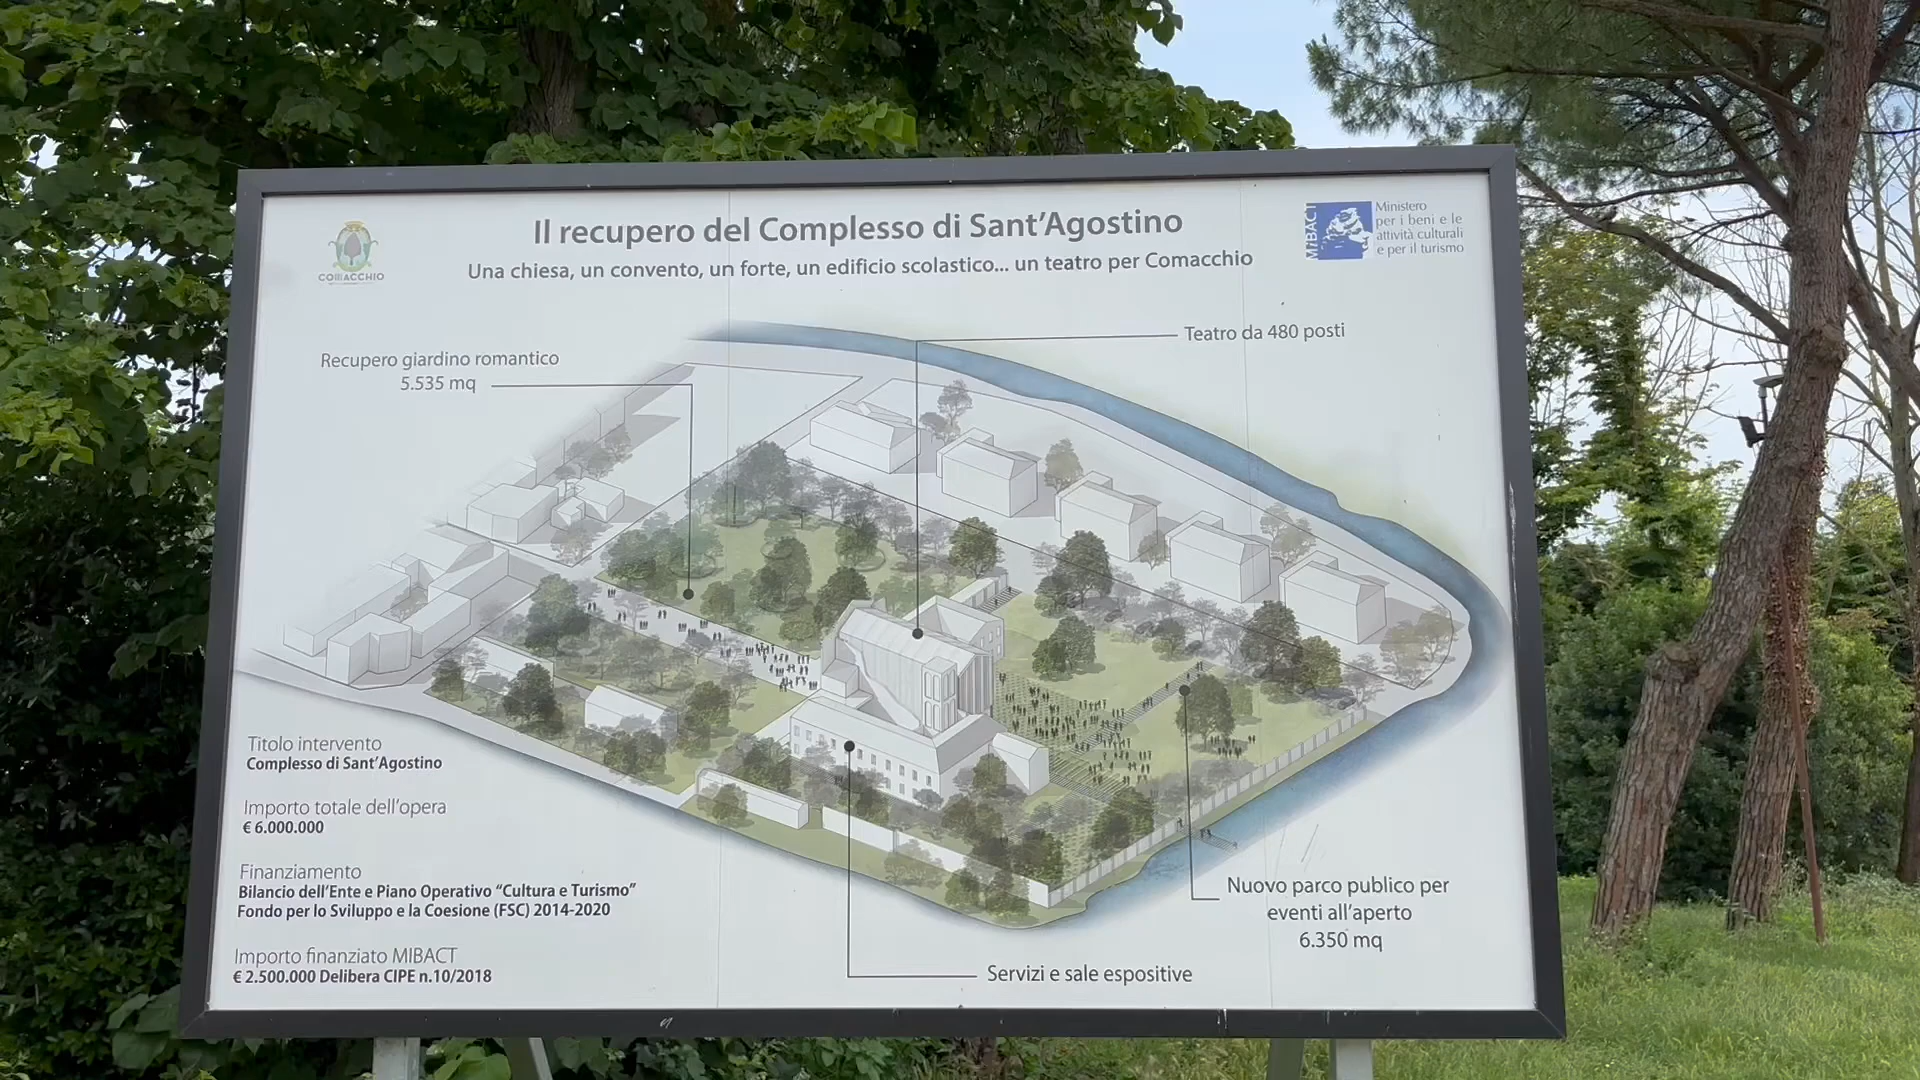 Il recupero del Complesso di Sant'Agostino
Una chiesa, un convento, un forte, un edificio scolastico... un teatro per Comacchio
COMACCHIO
MiBACT
Ministero
per i beni e le
attività culturali
e per il turismo
Teatro da 480 posti
Recupero giardino romantico
5.535 mq
Titolo intervento
Complesso di Sant'Agostino
Importo totale dell'opera
€ 6.000.000
Finanziamento
Bilancio dell'Ente e Piano Operativo "Cultura e Turismo"
Fondo per lo Sviluppo e la Coesione (FSC) 2014-2020
Importo finanziato MIBACT
€ 2.500.000 Delibera CIPE n.10/2018
Nuovo parco publico per
eventi all'aperto
6.350 mq
Servizi e sale espositive